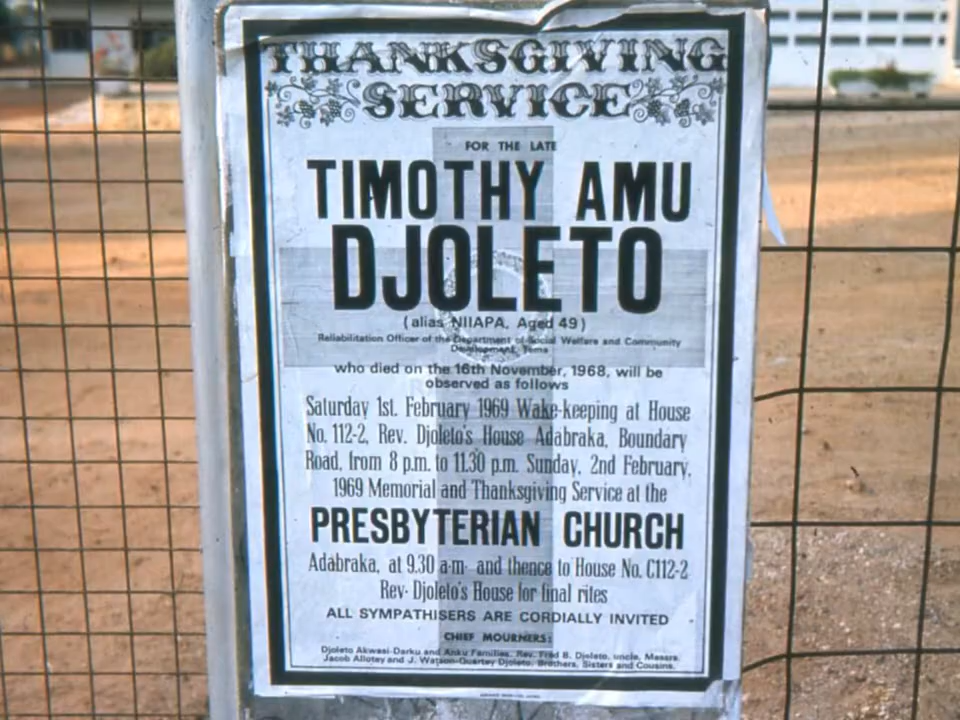 THANKSGIVING
SERVICE
FOR THE LATE
TIMOTHY AMU
DJOLETO
(alias NIIAPA, Aged 49)
Reliabilitation Officer of the Department of Social Welfare and Community
Development, Tema
who died on the 16th November, 1968, will be
observed as follows
Saturday 1st. February 1969 Wake-keeping at House
No. 112-2, Rev. Djoleto's House Adabraka, Boundary
Road, from 8 p.m. to 11.30 p.m. Sunday, 2nd February,
1969 Memorial and Thanksgiving Service at the
PRESBYTERIAN CHURCH
Adabraka, at 9.30 a·m· and thence to House No. C112-2
Rev· Djoleto's House for final rites
ALL SYMPATHISERS ARE CORDIALLY INVITED
CHIEF MOURNERS:
Djoleto Akwasi-Darku and Anku Families, Rev. Fred B. Djoleto, uncle, Messrs.
Jacob Allotey and J. Watson-Quartey Djoleto, Brothers, Sisters and Cousins.